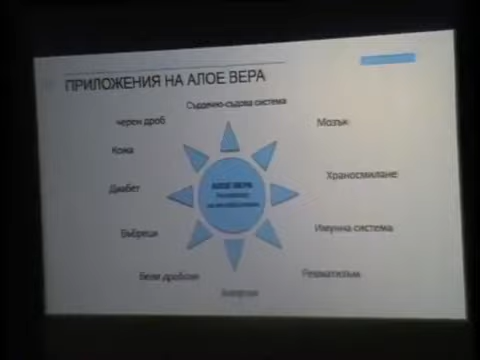 ПРИЛОЖЕНИЯ НА АЛОЕ ВЕРА
Сърдечно-съдова система
черен дроб
Мозък
Кожа
Храносмилане
Диабет
АЛОЕ ВЕРА
Бъбреци
Имунна система
Бели дробове
Ревматизъм